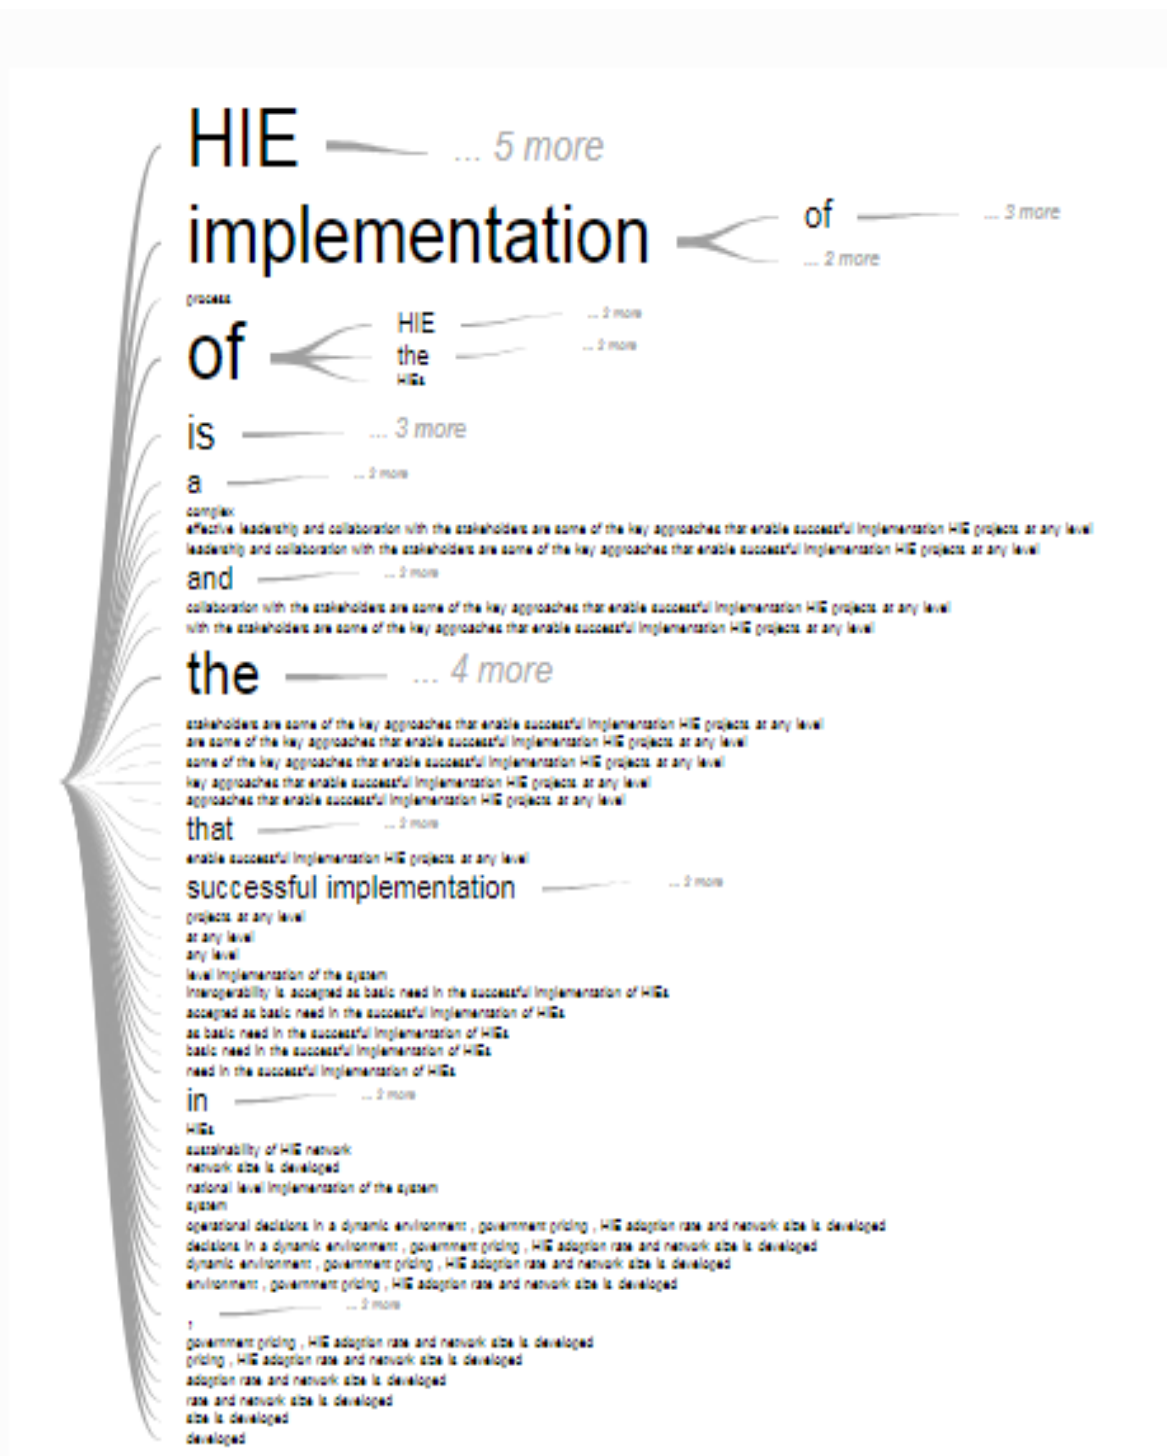 HIE ... 5 more
implementation of ... 3 more
... 2 more
process
of HIE ... 2 more
the ... 2 more
HIEs
is ... 3 more
a ... 2 more
complex
effective leadership and collaboration with the stakeholders are some of the key approaches that enable successful implementation HIE projects at any level
leadership and collaboration with the stakeholders are some of the key approaches that enable successful implementation HIE projects at any level
and ... 2 more
collaboration with the stakeholders are some of the key approaches that enable successful implementation HIE projects at any level
with the stakeholders are some of the key approaches that enable successful implementation HIE projects at any level
the ... 4 more
stakeholders are some of the key approaches that enable successful implementation HIE projects at any level
are some of the key approaches that enable successful implementation HIE projects at any level
some of the key approaches that enable successful implementation HIE projects at any level
key approaches that enable successful implementation HIE projects at any level
approaches that enable successful implementation HIE projects at any level
that ... 2 more
enable successful implementation HIE projects at any level
successful implementation ... 2 more
projects at any level
at any level
any level
level implementation of the system
interoperability is accepted as basic need in the successful implementation of HIEs
accepted as basic need in the successful implementation of HIEs
as basic need in the successful implementation of HIEs
basic need in the successful implementation of HIEs
need in the successful implementation of HIEs
in ... 2 more
HIEs
sustainability of HIE network
network size is developed
national level implementation of the system
system
operational decisions in a dynamic environment , government pricing , HIE adoption rate and network size is developed
decisions in a dynamic environment , government pricing , HIE adoption rate and network size is developed
dynamic environment , government pricing , HIE adoption rate and network size is developed
environment , government pricing , HIE adoption rate and network size is developed
, ... 2 more
government pricing , HIE adoption rate and network size is developed
pricing , HIE adoption rate and network size is developed
adoption rate and network size is developed
rate and network size is developed
size is developed
developed